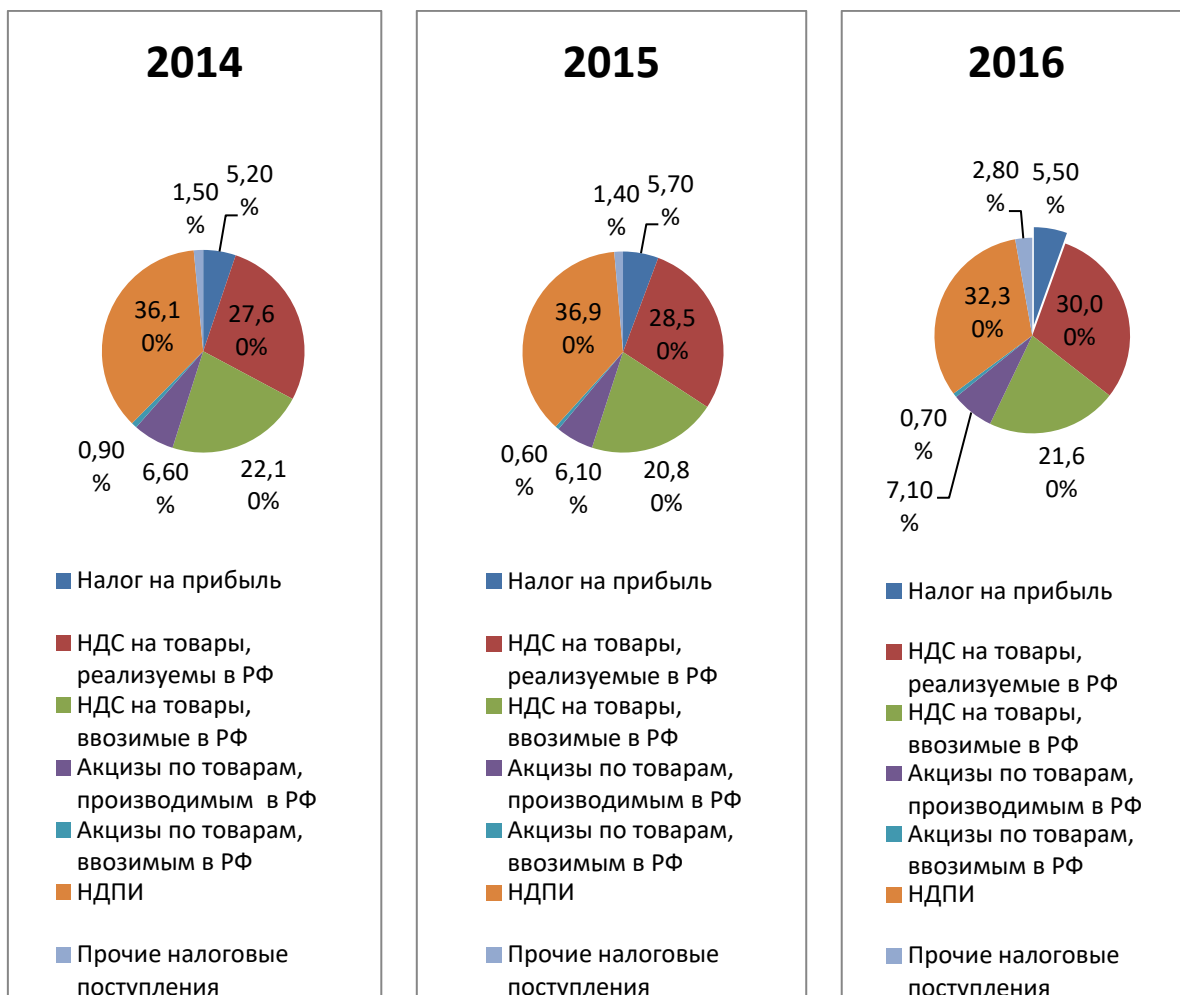 2014
1,50
%
5,20
%
36,1
0%
27,6
0%
0,90
%
6,60
%
22,1
0%
Налог на прибыль
НДС на товары,
реализуемы в РФ
НДС на товары,
ввозимые в РФ
Акцизы по товарам,
производимым  в РФ
Акцизы по товарам,
ввозимым в РФ
НДПИ
Прочие налоговые
поступления
2015
1,40
%
5,70
%
36,9
0%
28,5
0%
0,60
%
6,10
%
20,8
0%
Налог на прибыль
НДС на товары,
реализуемые в РФ
НДС на товары,
ввозимые в РФ
Акцизы по товарам,
производимым в РФ
Акцизы по товарам,
ввозимым в РФ
НДПИ
Прочие налоговые
поступления
2016
2,80
%
5,50
%
32,3
0%
30,0
0%
0,70
%
7,10
%
21,6
0%
Налог на прибыль
НДС на товары,
реализуемые в РФ
НДС на товары,
ввозимые в РФ
Акцизы по товарам,
производимым в РФ
Акцизы по товарам,
ввозимым в РФ
НДПИ
Прочие налоговые
поступления